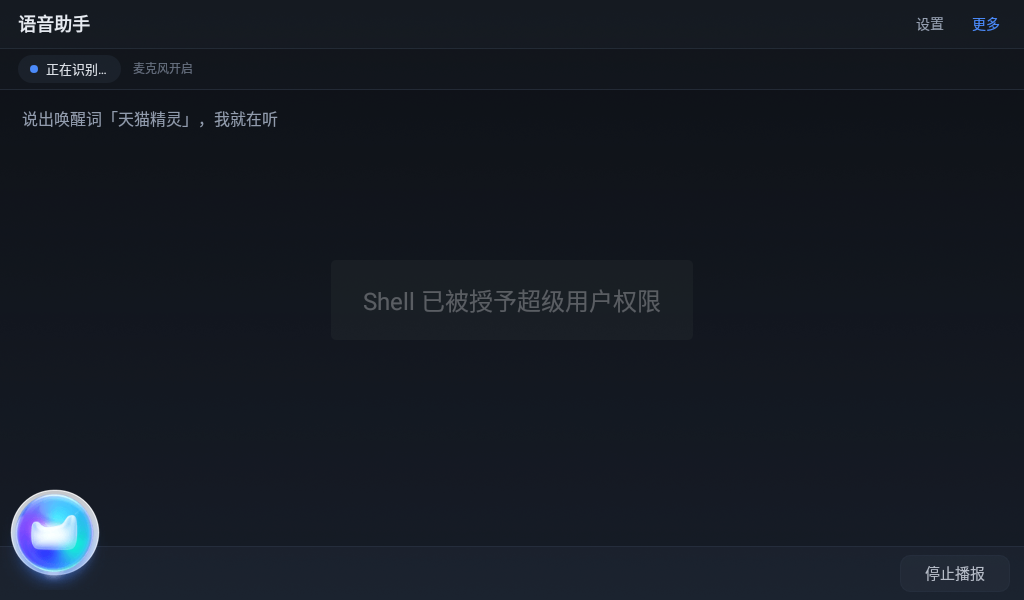 语音助手
设置
更多
正在识别…
麦克风开启
说出唤醒词「天猫精灵」，我就在听
Shell 已被授予超级用户权限
停止播报